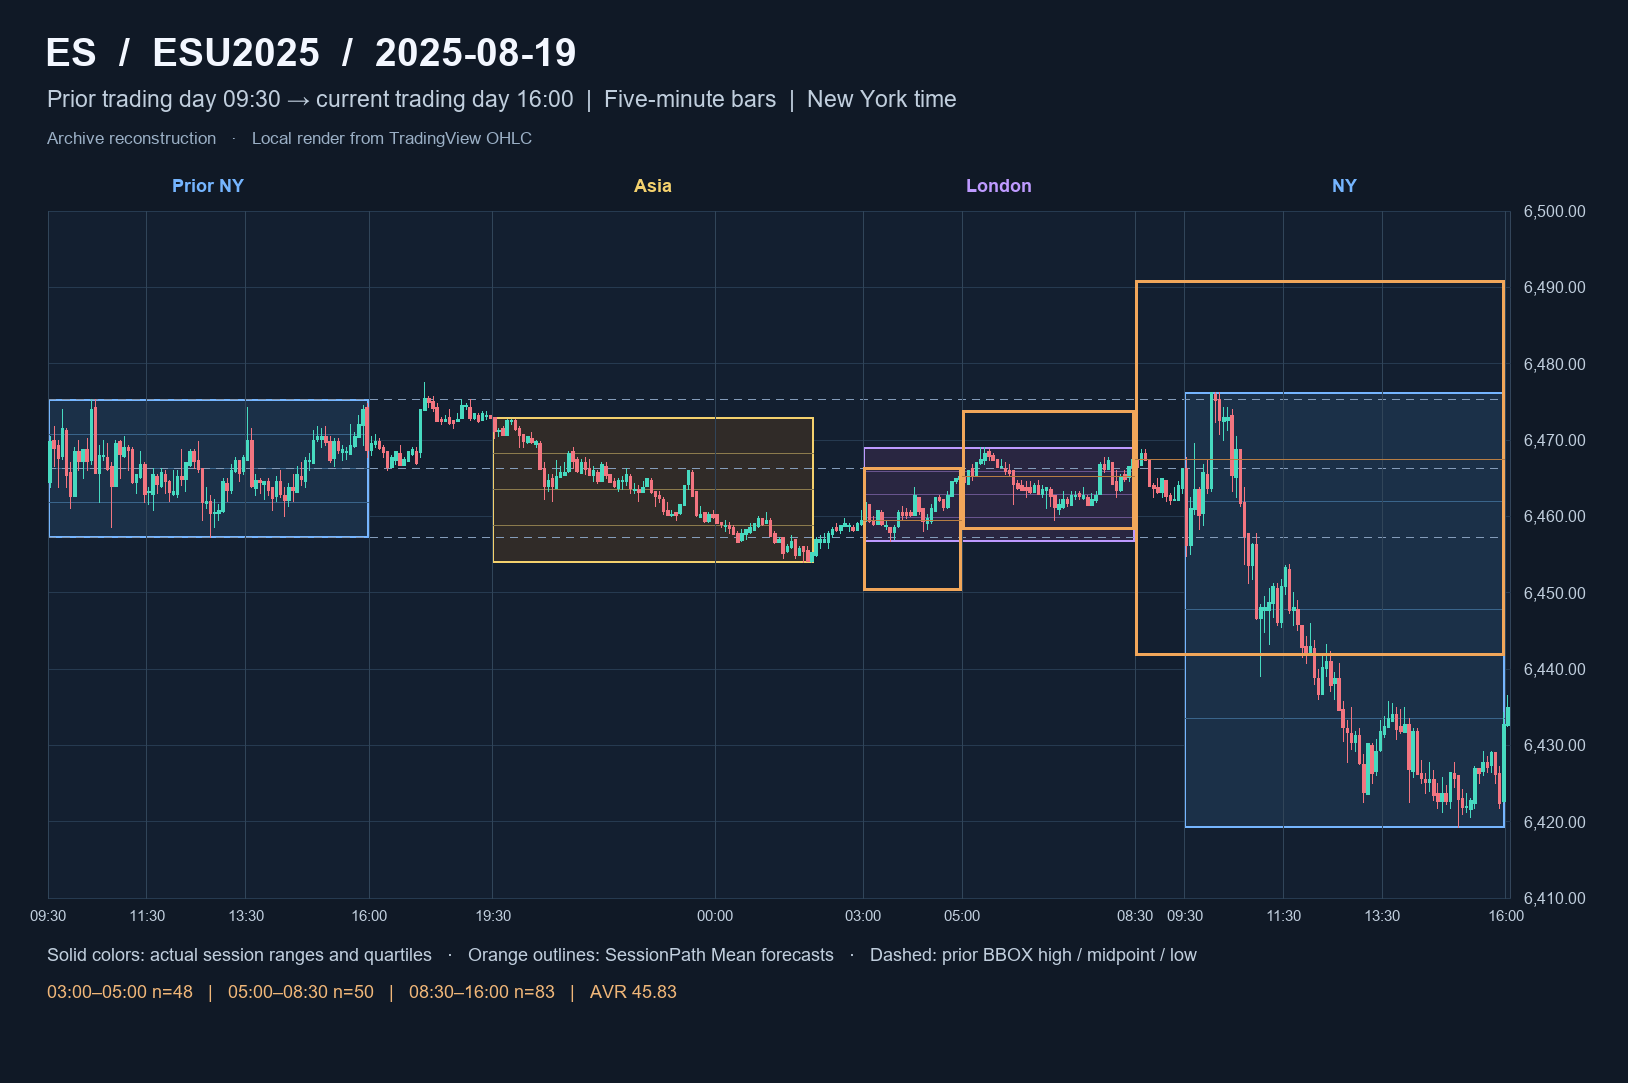 ES / ESU2025 / 2025-08-19
Prior trading day 09:30 → current trading day 16:00 | Five-minute bars | New York time
Archive reconstruction · Local render from TradingView OHLC
Prior NY Asia London NY
6,500.00
6,490.00
6,480.00
6,470.00
6,460.00
6,450.00
6,440.00
6,430.00
6,420.00
6,410.00
09:30 11:30 13:30 16:00 19:30 00:00 03:00 05:00 08:30 09:30 11:30 13:30 16:00
Solid colors: actual session ranges and quartiles · Orange outlines: SessionPath Mean forecasts · Dashed: prior BBOX high / midpoint / low
03:00–05:00 n=48 | 05:00–08:30 n=50 | 08:30–16:00 n=83 | AVR 45.83